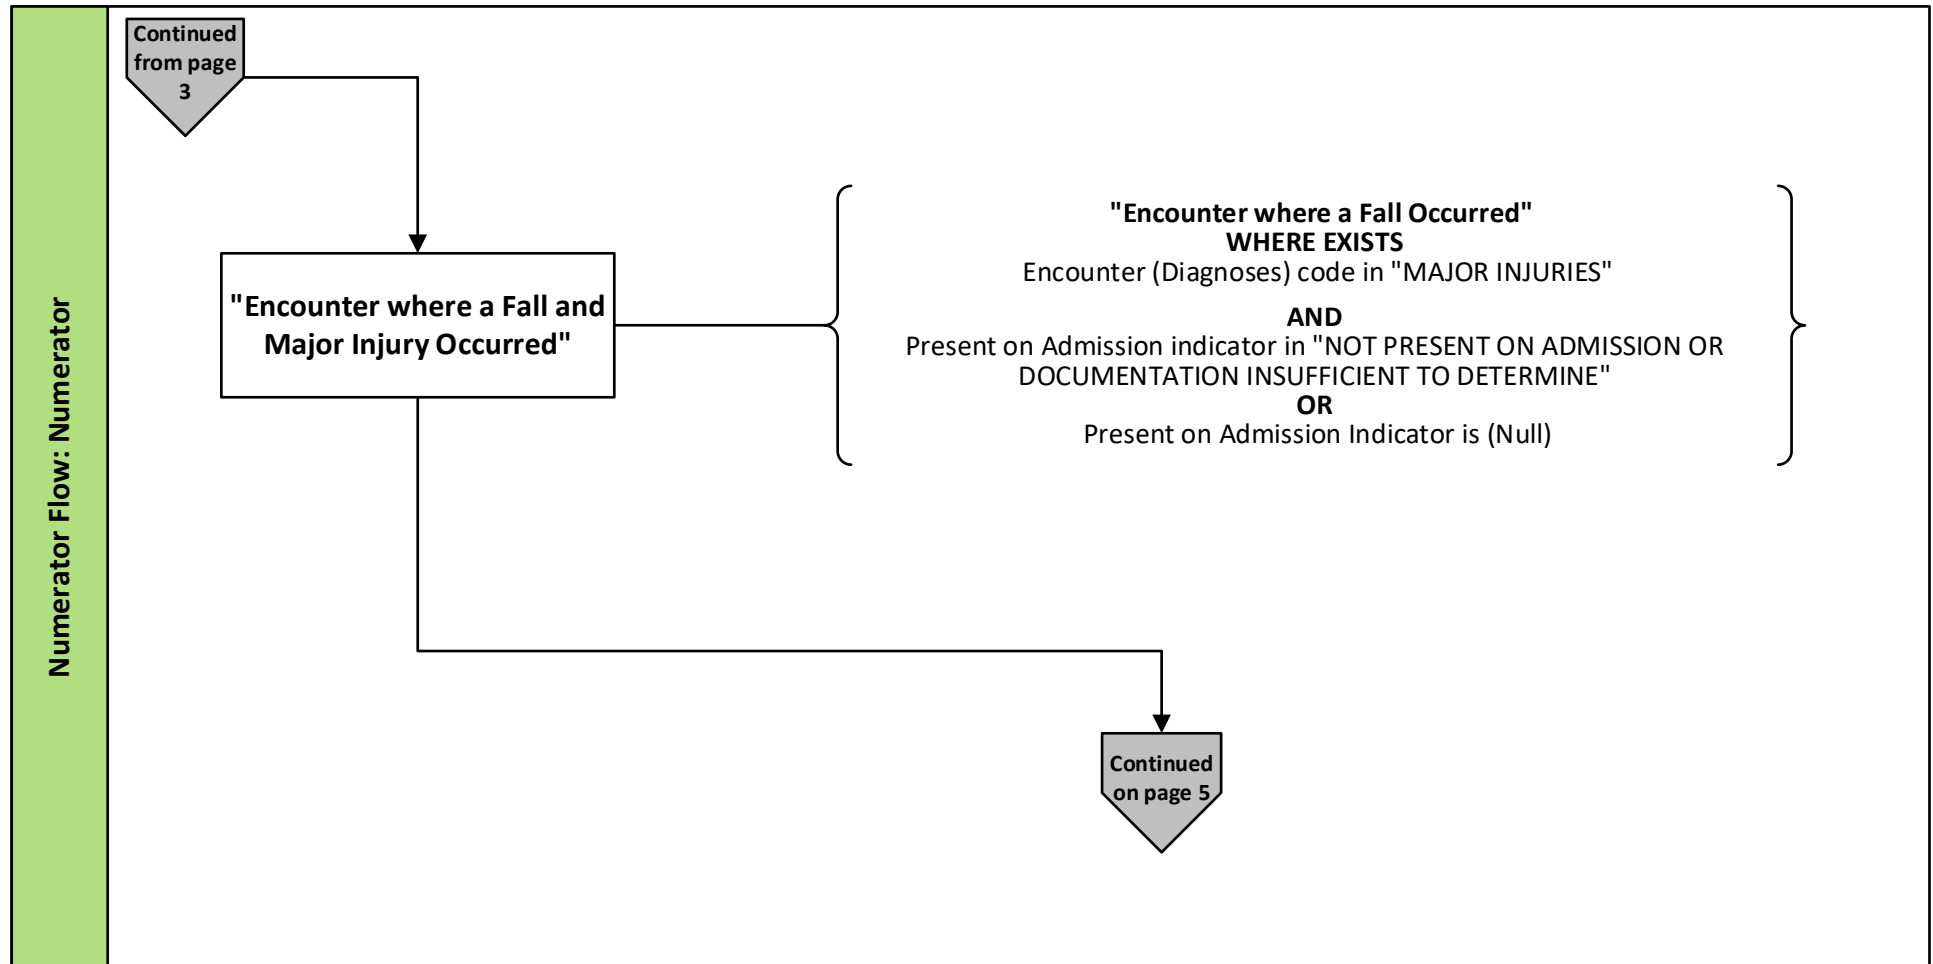 Numerator Flow: Numerator
Continued
from page
3
"Encounter where a Fall and
Major Injury Occurred"
"Encounter where a Fall Occurred"
WHERE EXISTS
Encounter (Diagnoses) code in "MAJOR INJURIES"
AND
Present on Admission indicator in "NOT PRESENT ON ADMISSION OR
DOCUMENTATION INSUFFICIENT TO DETERMINE"
OR
Present on Admission Indicator is (Null)
Continued
on page 5